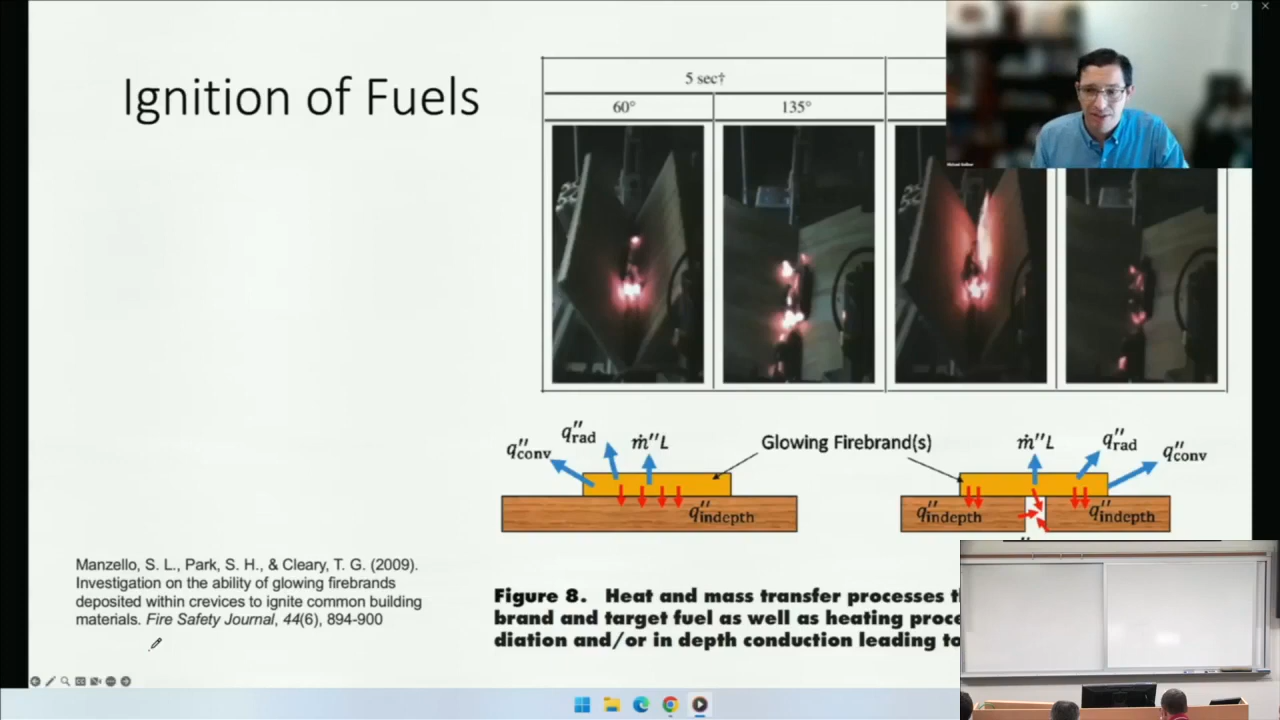 Ignition of Fuels
5 sec†
60°
135°
q″conv
q″rad
ṁ″L
Glowing Firebrand(s)
ṁ″L
q″rad
q″conv
q″indepth
q″indepth
q″indepth
Manzello, S. L., Park, S. H., & Cleary, T. G. (2009).
Investigation on the ability of glowing firebrands
deposited within crevices to ignite common building
materials. Fire Safety Journal, 44(6), 894-900
Figure 8. Heat and mass transfer processes
brand and target fuel as well as heating
diation and/or in depth conduction leading